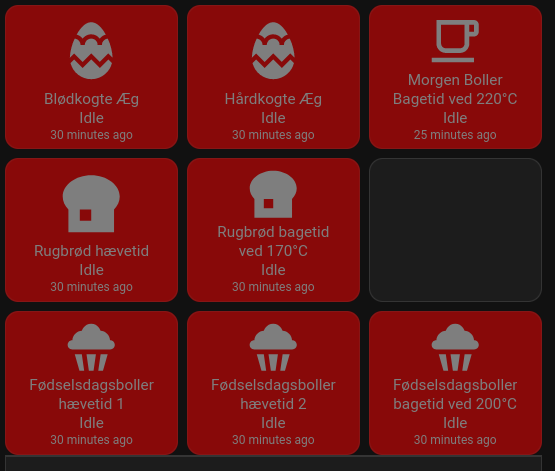 Blødkogte Æg
Idle
30 minutes ago
Hårdkogte Æg
Idle
30 minutes ago
Morgen Boller
Bagetid ved 220°C
Idle
25 minutes ago
Rugbrød hævetid
Idle
30 minutes ago
Rugbrød bagetid
ved 170°C
Idle
30 minutes ago
Fødselsdagsboller
hævetid 1
Idle
30 minutes ago
Fødselsdagsboller
hævetid 2
Idle
30 minutes ago
Fødselsdagsboller
bagetid ved 200°C
Idle
30 minutes ago